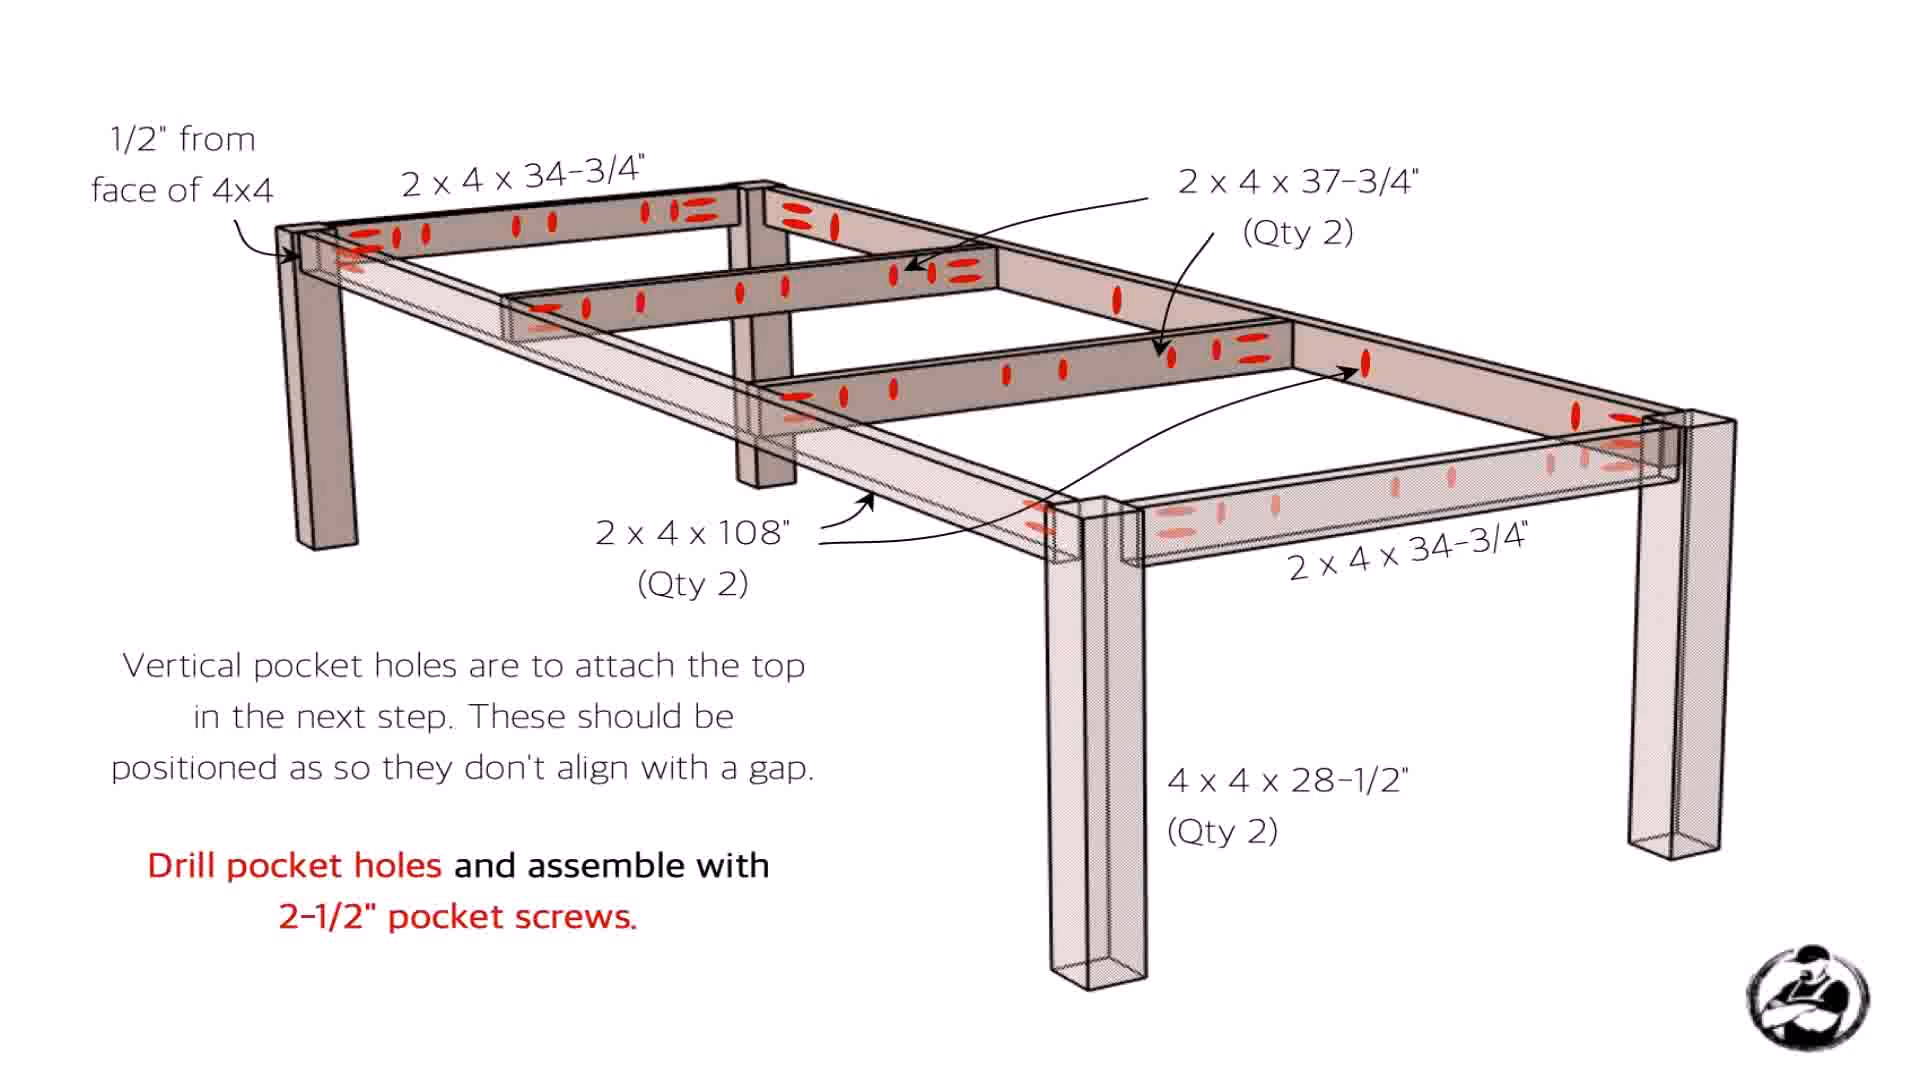 1/2" from
face of 4x4
2 x 4 x 34-3/4"
2 x 4 x 37-3/4"
(Qty 2)
2 x 4 x 108"
(Qty 2)
2 x 4 x 34-3/4"
Vertical pocket holes are to attach the top
in the next step. These should be
positioned as so they don't align with a gap.
4 x 4 x 28-1/2"
(Qty 2)
Drill pocket holes and assemble with
2-1/2" pocket screws.